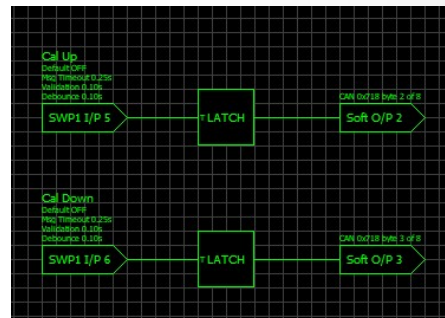 Cal Up
Default OFF
Msg Timeout 0.25s
Validation 0.10s
Debounce 0.10s
SWP1 I/P 5
T LATCH
CAN 0x718 byte 2 of 8
Soft O/P 2
Cal Down
Default OFF
Msg Timeout 0.25s
Validation 0.10s
Debounce 0.10s
SWP1 I/P 6
T LATCH
CAN 0x718 byte 3 of 8
Soft O/P 3